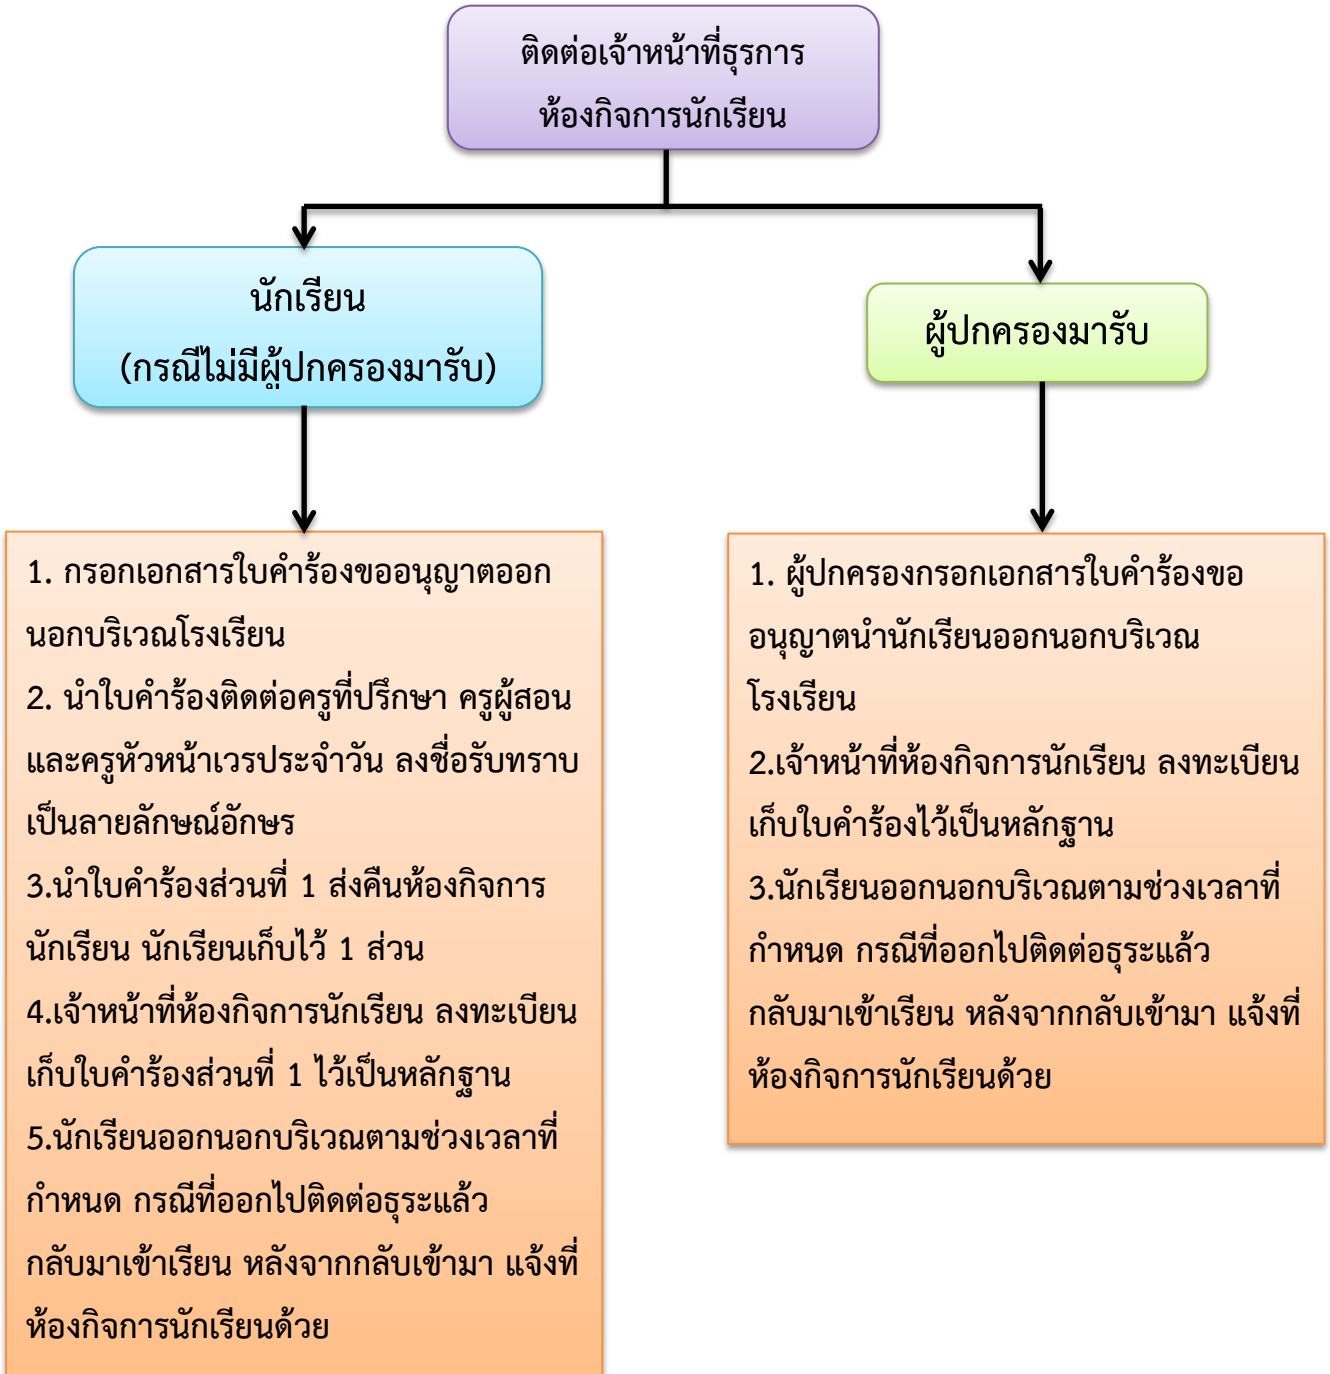 ติดต่อเจ้าหน้าที่ธุรการ
ห้องกิจการนักเรียน
นักเรียน
(กรณีไม่มีผู้ปกครองมารับ)
ผู้ปกครองมารับ
1. กรอกเอกสารใบคำร้องขออนุญาตออก
นอกบริเวณโรงเรียน
2. นำใบคำร้องติดต่อครูที่ปรึกษา ครูผู้สอน
และครูหัวหน้าเวรประจำวัน ลงชื่อรับทราบ
เป็นลายลักษณ์อักษร
3.นำใบคำร้องส่วนที่ 1 ส่งคืนห้องกิจการ
นักเรียน นักเรียนเก็บไว้ 1 ส่วน
4.เจ้าหน้าที่ห้องกิจการนักเรียน ลงทะเบียน
เก็บใบคำร้องส่วนที่ 1 ไว้เป็นหลักฐาน
5.นักเรียนออกนอกบริเวณตามช่วงเวลาที่
กำหนด กรณีที่ออกไปติดต่อธุระแล้ว
กลับมาเข้าเรียน หลังจากกลับเข้ามา แจ้งที่
ห้องกิจการนักเรียนด้วย
1. ผู้ปกครองกรอกเอกสารใบคำร้องขอ
อนุญาตนำนักเรียนออกนอกบริเวณ
โรงเรียน
2.เจ้าหน้าที่ห้องกิจการนักเรียน ลงทะเบียน
เก็บใบคำร้องไว้เป็นหลักฐาน
3.นักเรียนออกนอกบริเวณตามช่วงเวลาที่
กำหนด กรณีที่ออกไปติดต่อธุระแล้ว
กลับมาเข้าเรียน หลังจากกลับเข้ามา แจ้งที่
ห้องกิจการนักเรียนด้วย